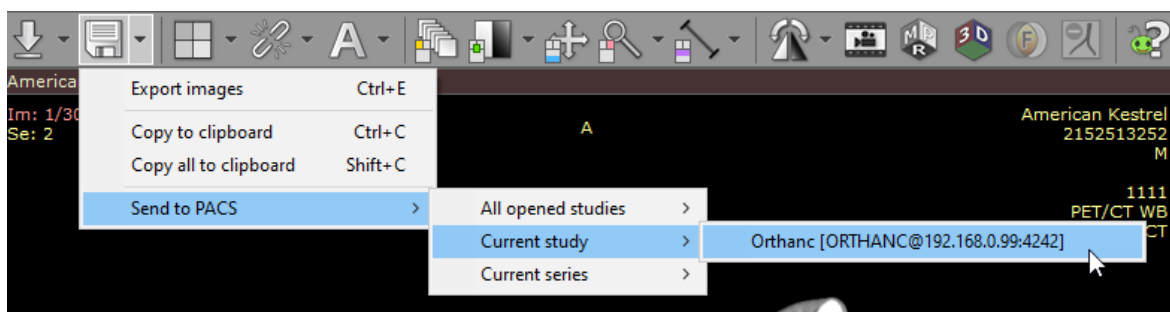 A
MP
R
3D
F
America
Im: 1/30
Se: 2
A
American Kestrel
2152513252
M
1111
PET/CT WB
CT
Export images Ctrl+E
Copy to clipboard Ctrl+C
Copy all to clipboard Shift+C
Send to PACS >
All opened studies >
Current study >
Current series >
Orthanc [ORTHANC@192.168.0.99:4242]